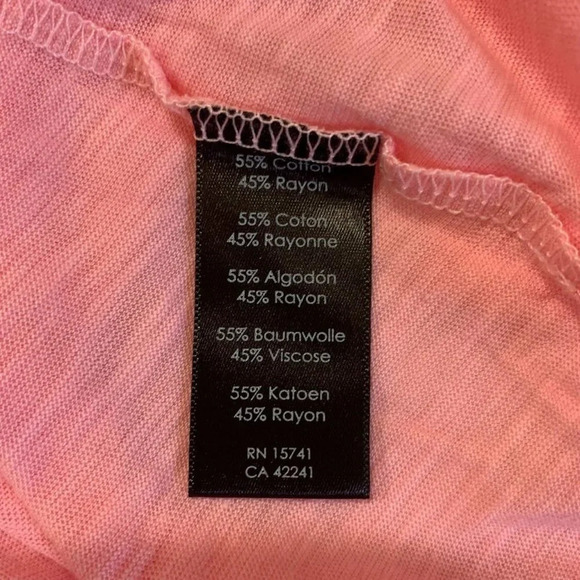 55% Cotton
45% Rayon
55% Coton
45% Rayonne
55% Algodón
45% Rayon
55% Baumwolle
45% Viscose
55% Katoen
45% Rayon
RN 15741
CA 42241